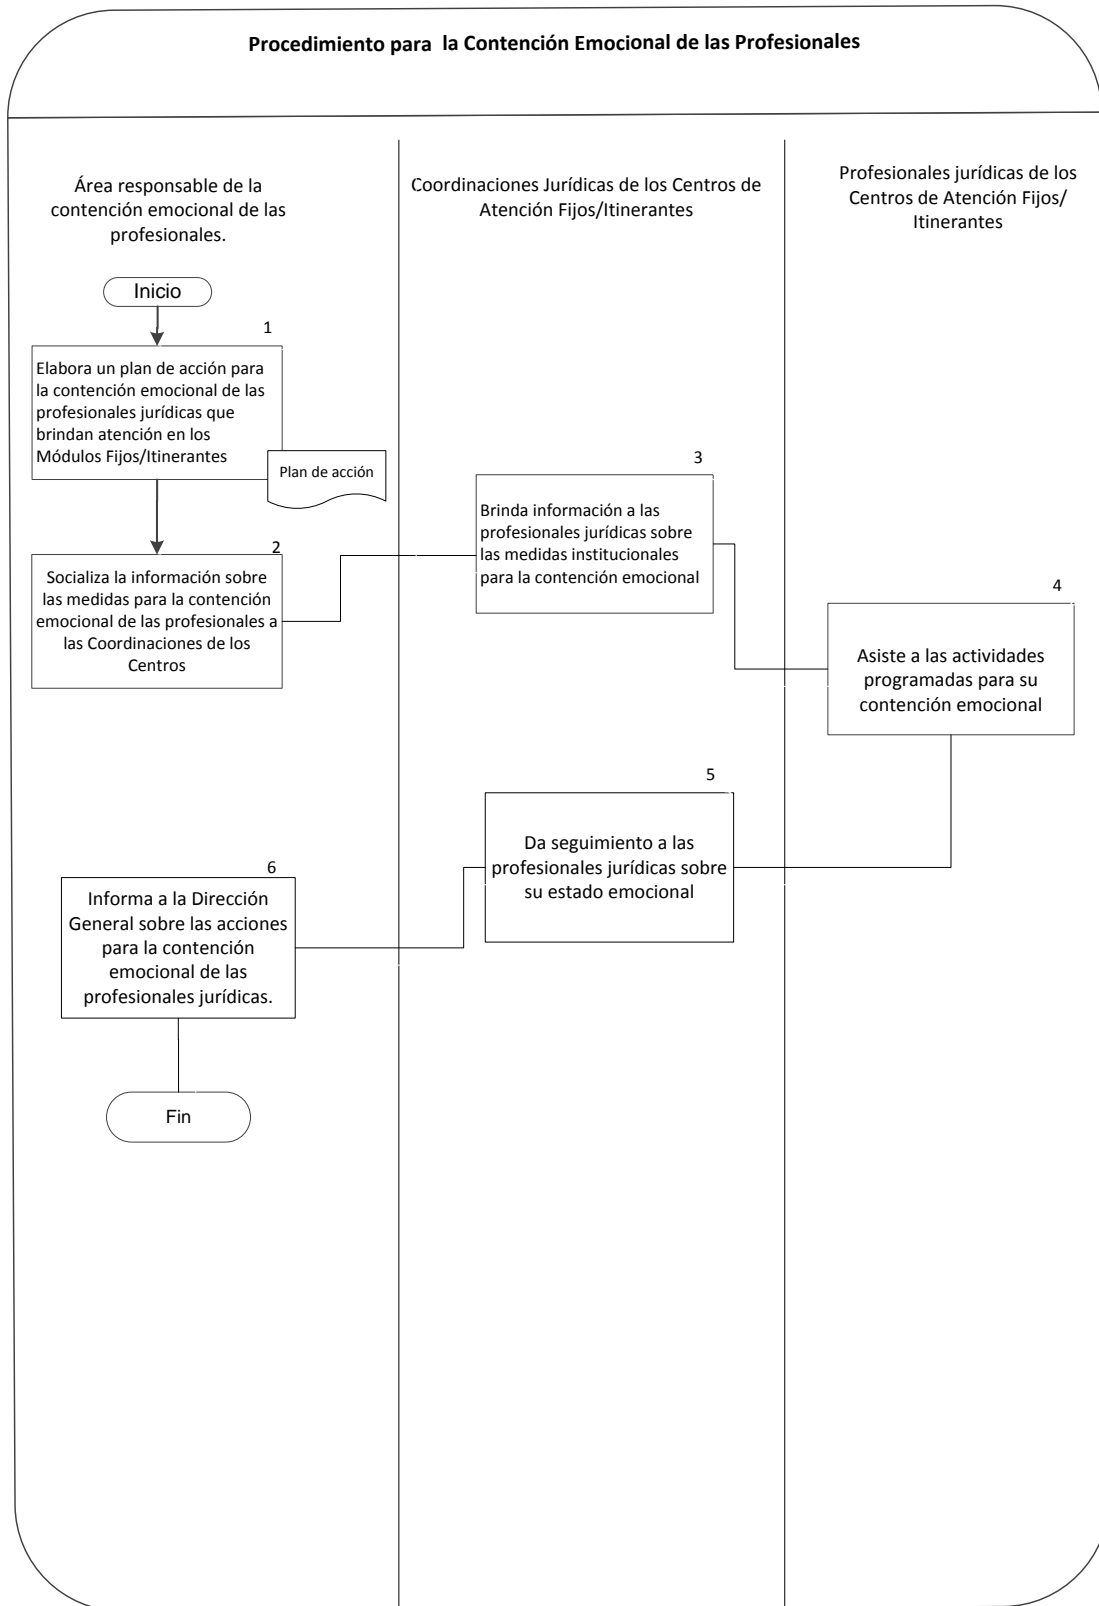 Procedimiento para  la Contención Emocional de las Profesionales
Área responsable de la
contención emocional de las
profesionales.
Coordinaciones Jurídicas de los Centros de
Atención Fijos/Itinerantes
Profesionales jurídicas de los
Centros de Atención Fijos/
Itinerantes
Inicio
1
Elabora un plan de acción para
la contención emocional de las
profesionales jurídicas que
brindan atención en los
Módulos Fijos/Itinerantes
Plan de acción
2
Socializa la información sobre
las medidas para la contención
emocional de las profesionales a
las Coordinaciones de los
Centros
3
Brinda información a las
profesionales jurídicas sobre
las medidas institucionales
para la contención emocional
4
Asiste a las actividades
programadas para su
contención emocional
5
Da seguimiento a las
profesionales jurídicas sobre
su estado emocional
6
Informa a la Dirección
General sobre las acciones
para la contención
emocional de las
profesionales jurídicas.
Fin